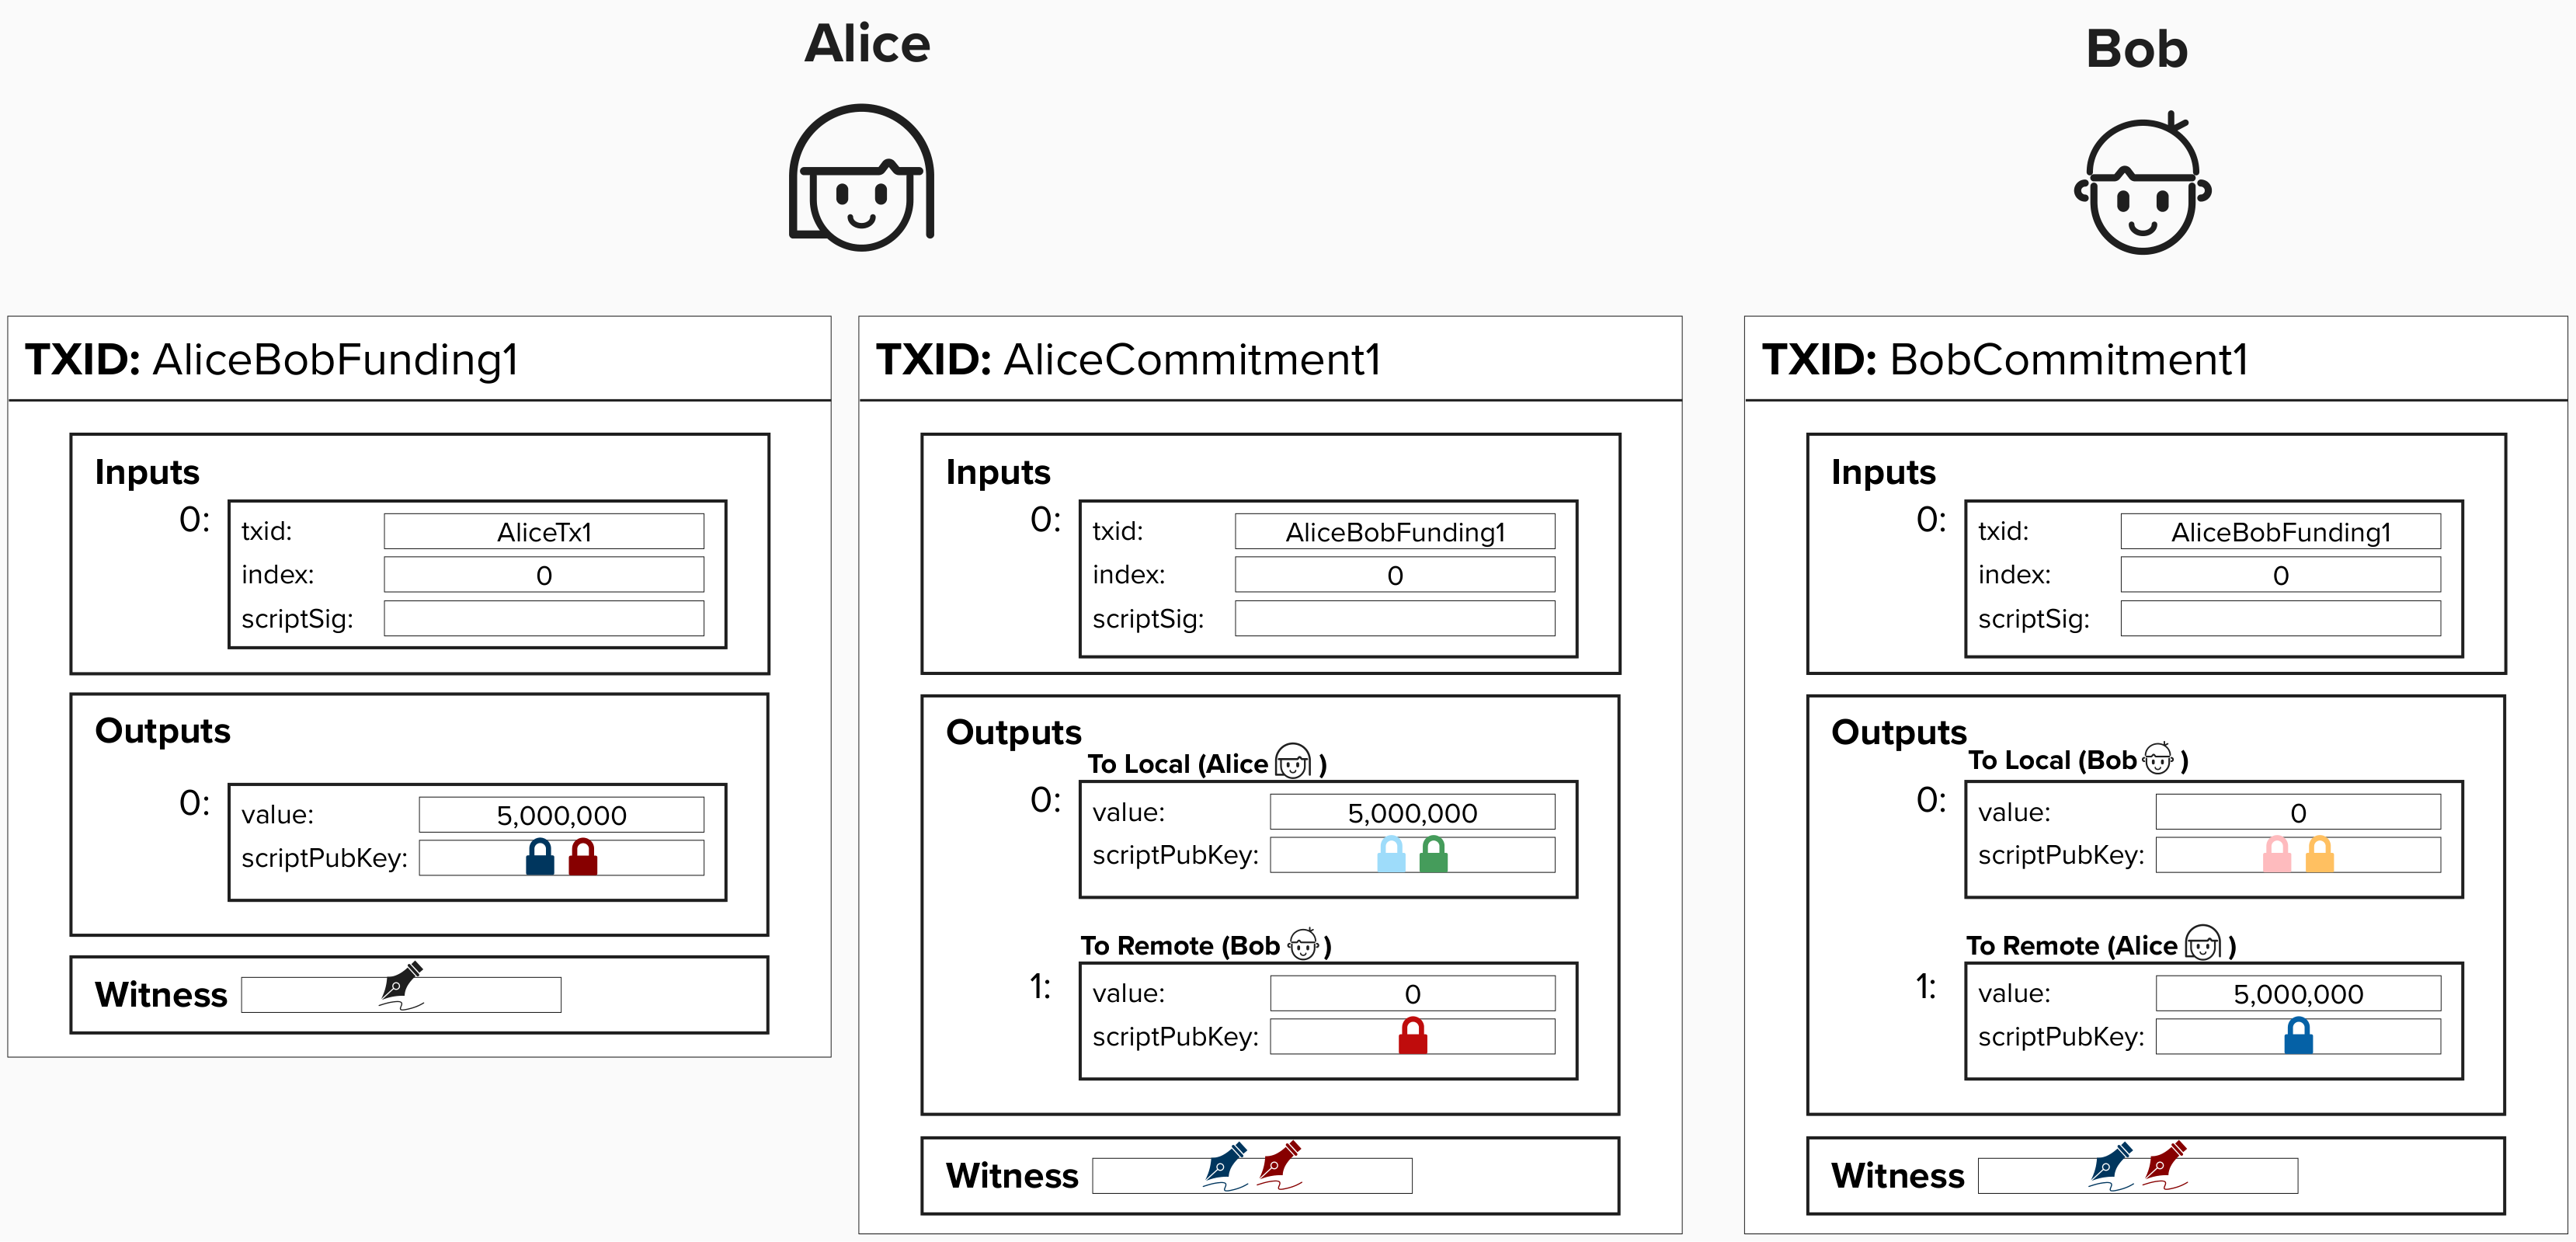 Alice
Bob
TXID: AliceBobFunding1
Inputs
0:
txid: AliceTx1
index: 0
scriptSig:
Outputs
0:
value: 5,000,000
scriptPubKey:
Witness
TXID: AliceCommitment1
Inputs
0:
txid: AliceBobFunding1
index: 0
scriptSig:
Outputs
To Local (Alice )
0:
value: 5,000,000
scriptPubKey:
To Remote (Bob )
1:
value: 0
scriptPubKey:
Witness
TXID: BobCommitment1
Inputs
0:
txid: AliceBobFunding1
index: 0
scriptSig:
Outputs
To Local (Bob )
0:
value: 0
scriptPubKey:
To Remote (Alice )
1:
value: 5,000,000
scriptPubKey:
Witness